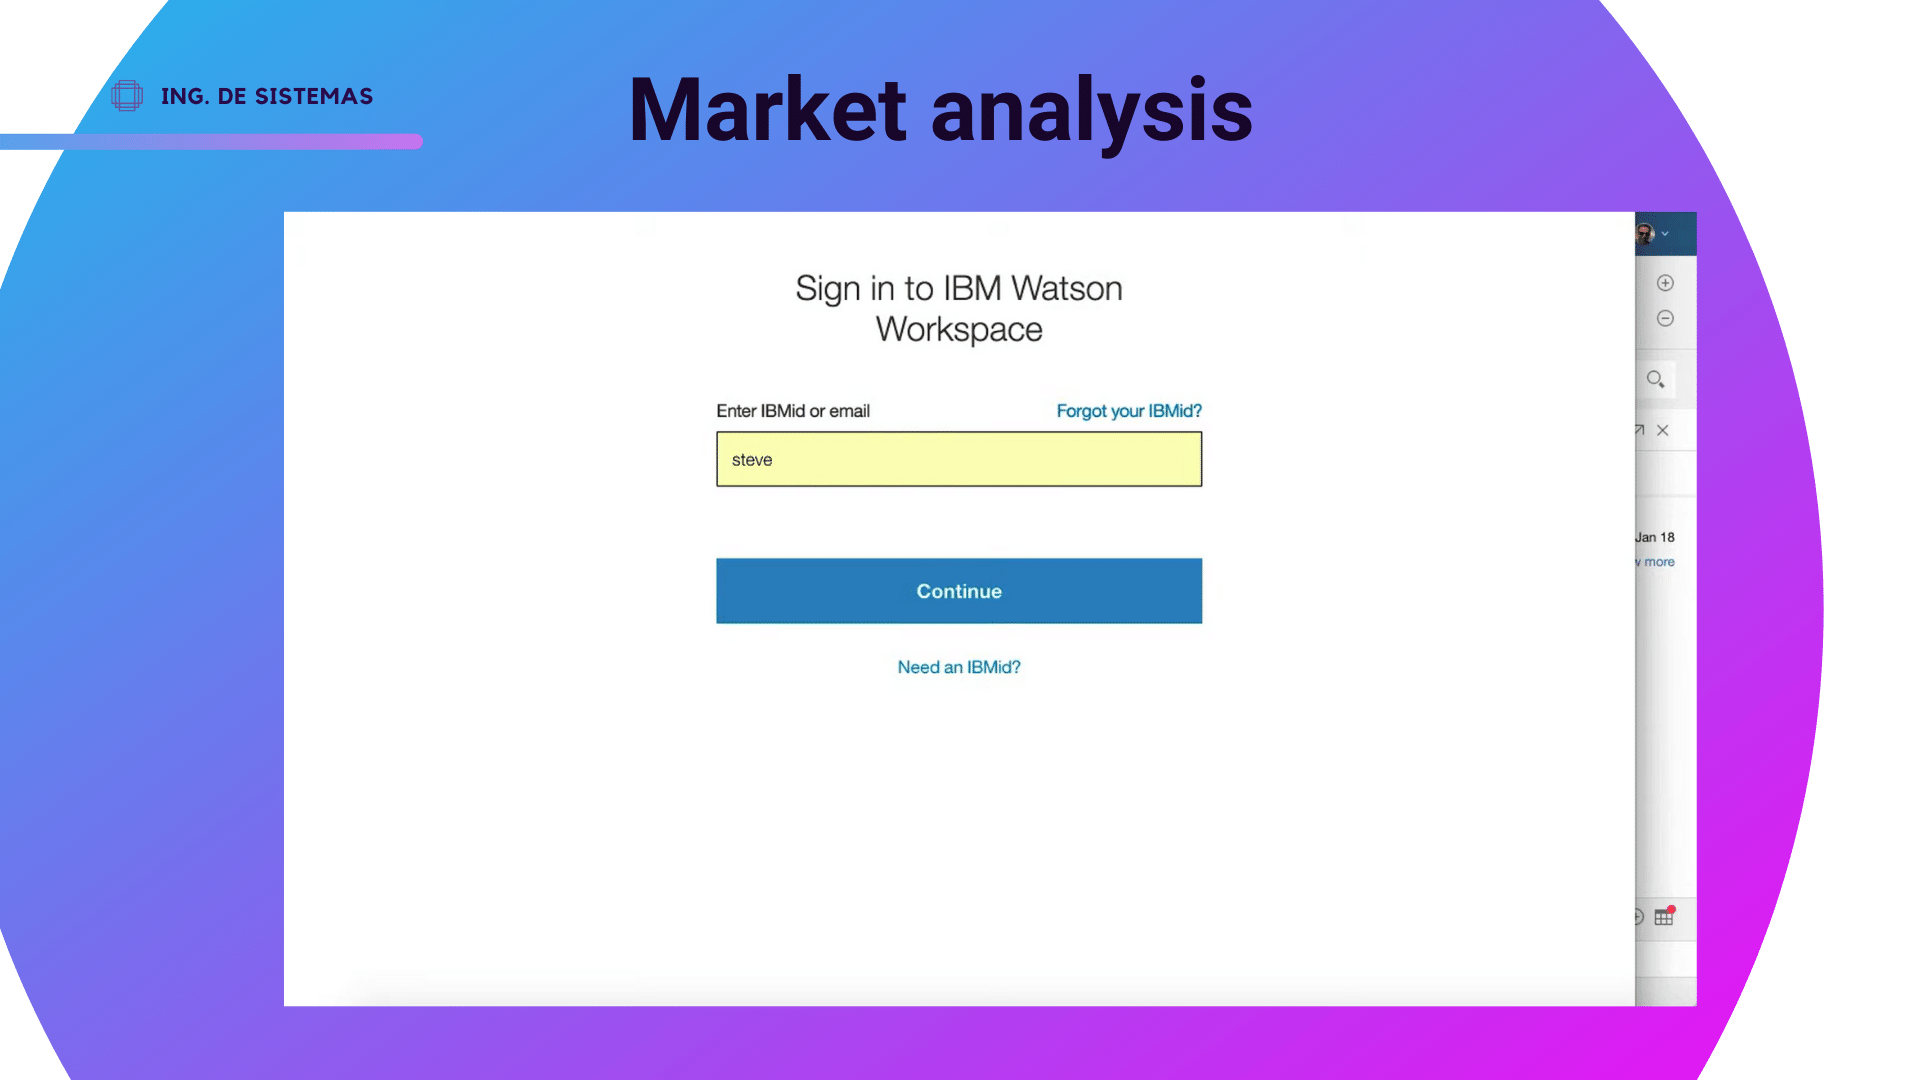 ING. DE SISTEMAS
Market analysis
Sign in to IBM Watson
Workspace
Enter IBMid or email
Forgot your IBMid?
steve
Continue
Need an IBMid?
Jan 18
more